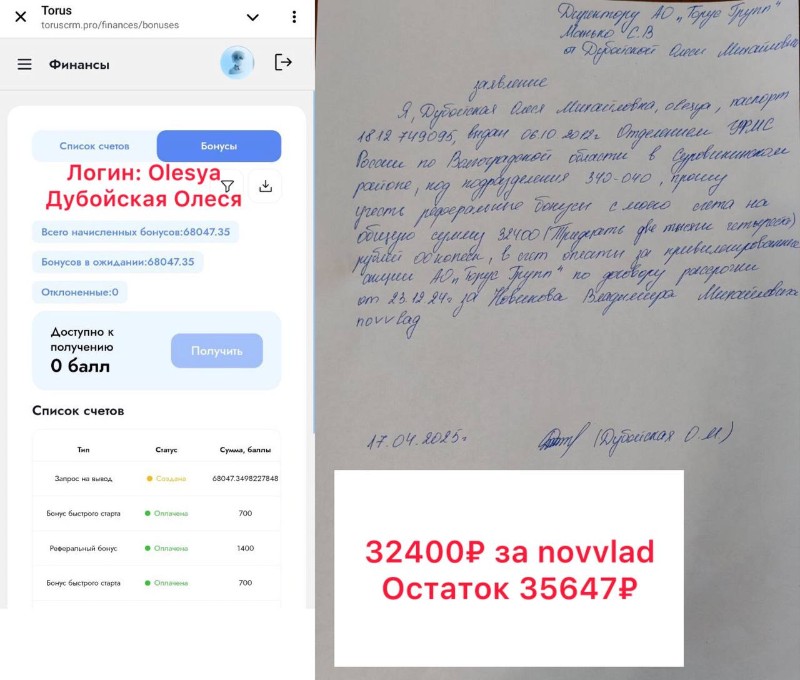 Torus
toruscrm.pro/finances/bonuses
Финансы
Список счетов
Бонусы
Логин: Olesya
Дубойская Олеся
Всего начисленных бонусов:68047.35
Бонусов в ожидании:68047.35
Отклоненные:0
Доступно к
получению
0 балл
Получить
Список счетов
Тип Статус Сумма, баллы
Запрос на вывод Создана 68047.3498227848
Бонус быстрого старта Оплачена 700
Реферальный бонус Оплачена 1400
Бонус быстрого старта Оплачена 700
Директору АО „Торус Групп"
Манько С.В
от Дубойской Олеси Михайловны
заявление
Я, Дубойская Олеся Михайловна, olesya, паспорт
1812 749095, выдан 06.10 2012г Отделением УФМС
России по Волгоградской области в Суровикинском
районе, код подразделения 340-040, прошу
учесть реферальные бонусы с моего счета на
общую сумму 32400 (Тридцать две тысячи четыреста)
рублей 00 копеек, в счет оплаты за привилегированные
акции АО „Торус Групп" по договору рассрочки
от 23.12 24г за Новикова Владимира Михайловича
novvlad
17.04.2025г (Дубойская О.М)
32400₽ за novvlad
Остаток 35647₽